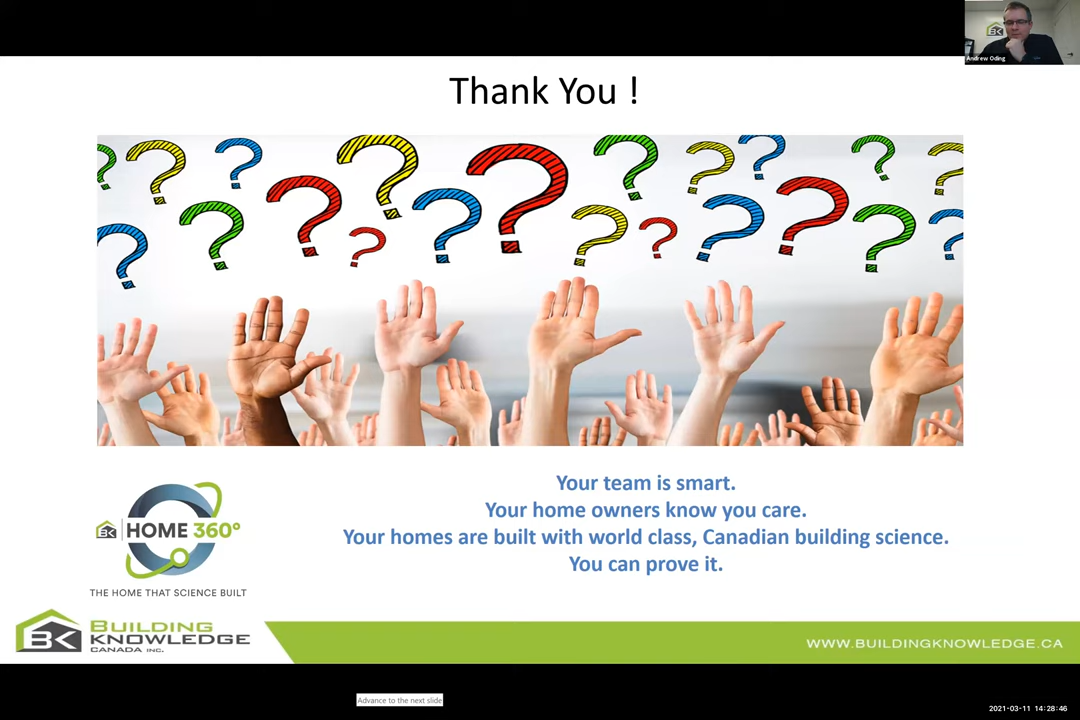 Andrew Oding
Thank You !
Your team is smart.
Your home owners know you care.
Your homes are built with world class, Canadian building science.
You can prove it.
BK HOME 360°
THE HOME THAT SCIENCE BUILT
BK BUILDING
KNOWLEDGE
CANADA INC.
WWW.BUILDINGKNOWLEDGE.CA
Advance to the next slide
2021-03-11 14:28:46